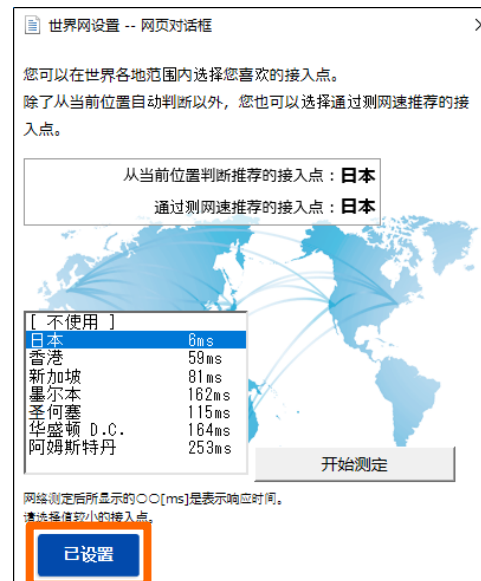 世界网设置 -- 网页对话框
您可以在世界各地范围内选择您喜欢的接入点。
除了从当前位置自动判断以外，您也可以选择通过测网速推荐的接
入点。
从当前位置判断推荐的接入点：日本
通过测网速推荐的接入点：日本
[ 不使用 ]
日本 6ms
香港 59ms
新加坡 81ms
墨尔本 162ms
圣何塞 115ms
华盛顿 D.C. 164ms
阿姆斯特丹 253ms
开始测定
网络测定后所显示的○○[ms]是表示响应时间。
请选择值较小的接入点。
已设置